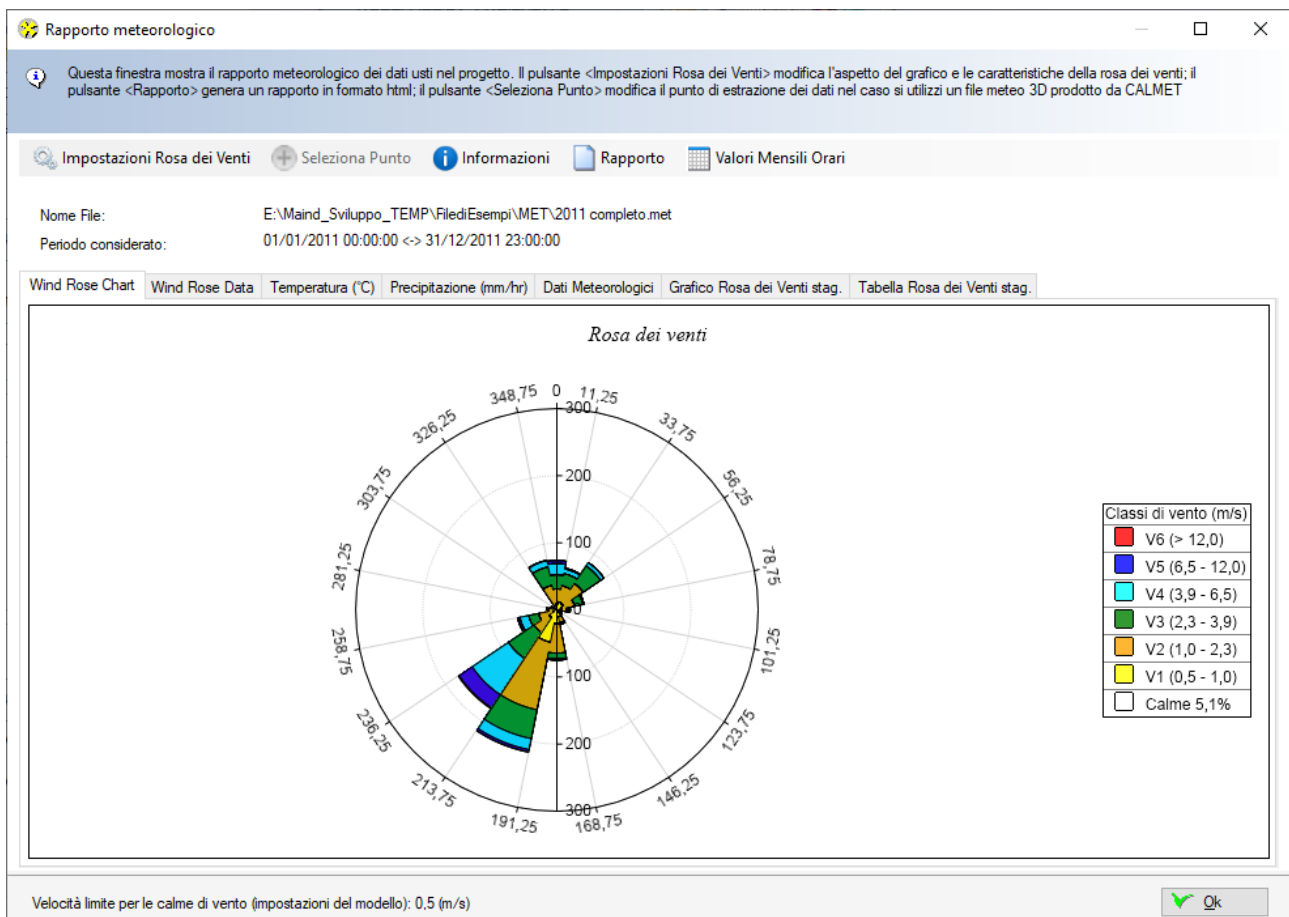 Rapporto meteorologico
Questa finestra mostra il rapporto meteorologico dei dati usti nel progetto. Il pulsante <Impostazioni Rosa dei Venti> modifica l'aspetto del grafico e le caratteristiche della rosa dei venti; il
pulsante <Rapporto> genera un rapporto in formato html; il pulsante <Seleziona Punto> modifica il punto di estrazione dei dati nel caso si utilizzi un file meteo 3D prodotto da CALMET
Impostazioni Rosa dei Venti Seleziona Punto Informazioni Rapporto Valori Mensili Orari
Nome File: E:\Maind_Sviluppo_TEMP\FilediEsempi\MET\2011 completo.met
Periodo considerato: 01/01/2011 00:00:00 <-> 31/12/2011 23:00:00
Wind Rose Chart Wind Rose Data Temperatura (°C) Precipitazione (mm/hr) Dati Meteorologici Grafico Rosa dei Venti stag. Tabella Rosa dei Venti stag.
Rosa dei venti
0
11,25
33,75
56,25
78,75
101,25
123,75
146,25
168,75
191,25
213,75
236,25
258,75
281,25
303,75
326,25
348,75
300
200
100
0
100
200
300
Classi di vento (m/s)
V6 (> 12,0)
V5 (6,5 - 12,0)
V4 (3,9 - 6,5)
V3 (2,3 - 3,9)
V2 (1,0 - 2,3)
V1 (0,5 - 1,0)
Calme 5,1%
Velocità limite per le calme di vento (impostazioni del modello): 0,5 (m/s)
Ok